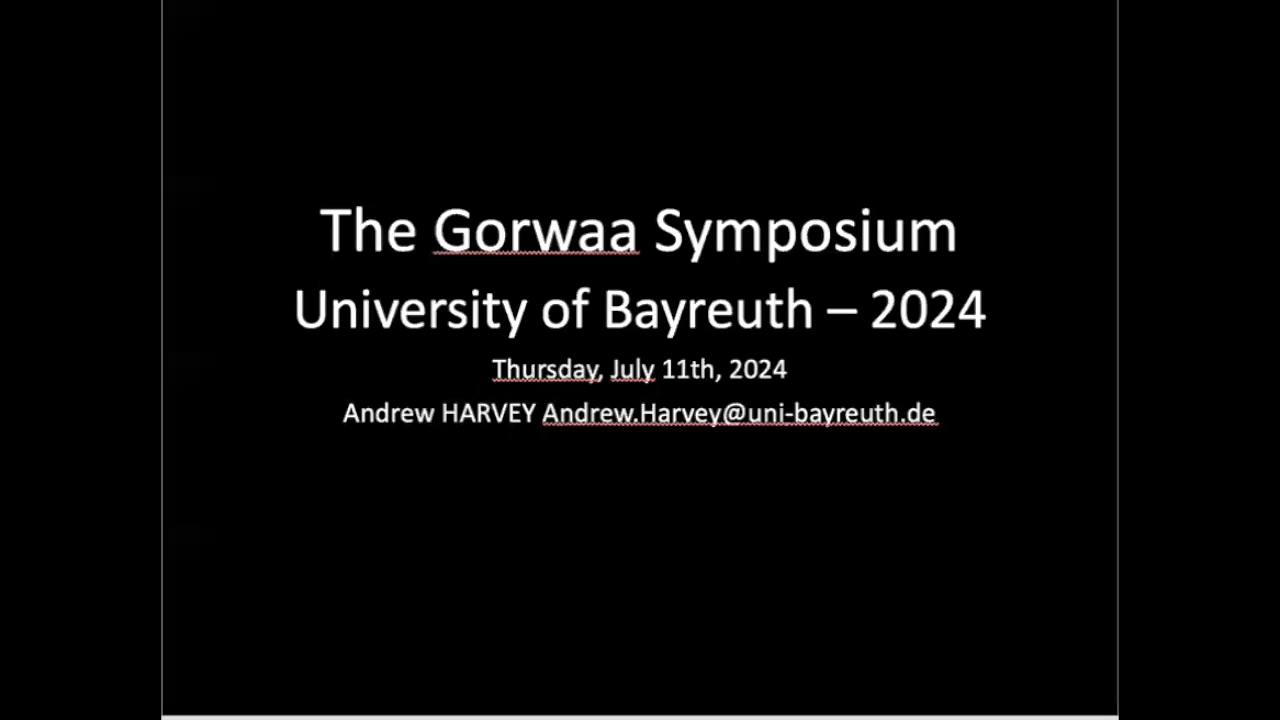 The Gorwaa Symposium
University of Bayreuth – 2024
Thursday, July 11th, 2024
Andrew HARVEY Andrew.Harvey@uni-bayreuth.de